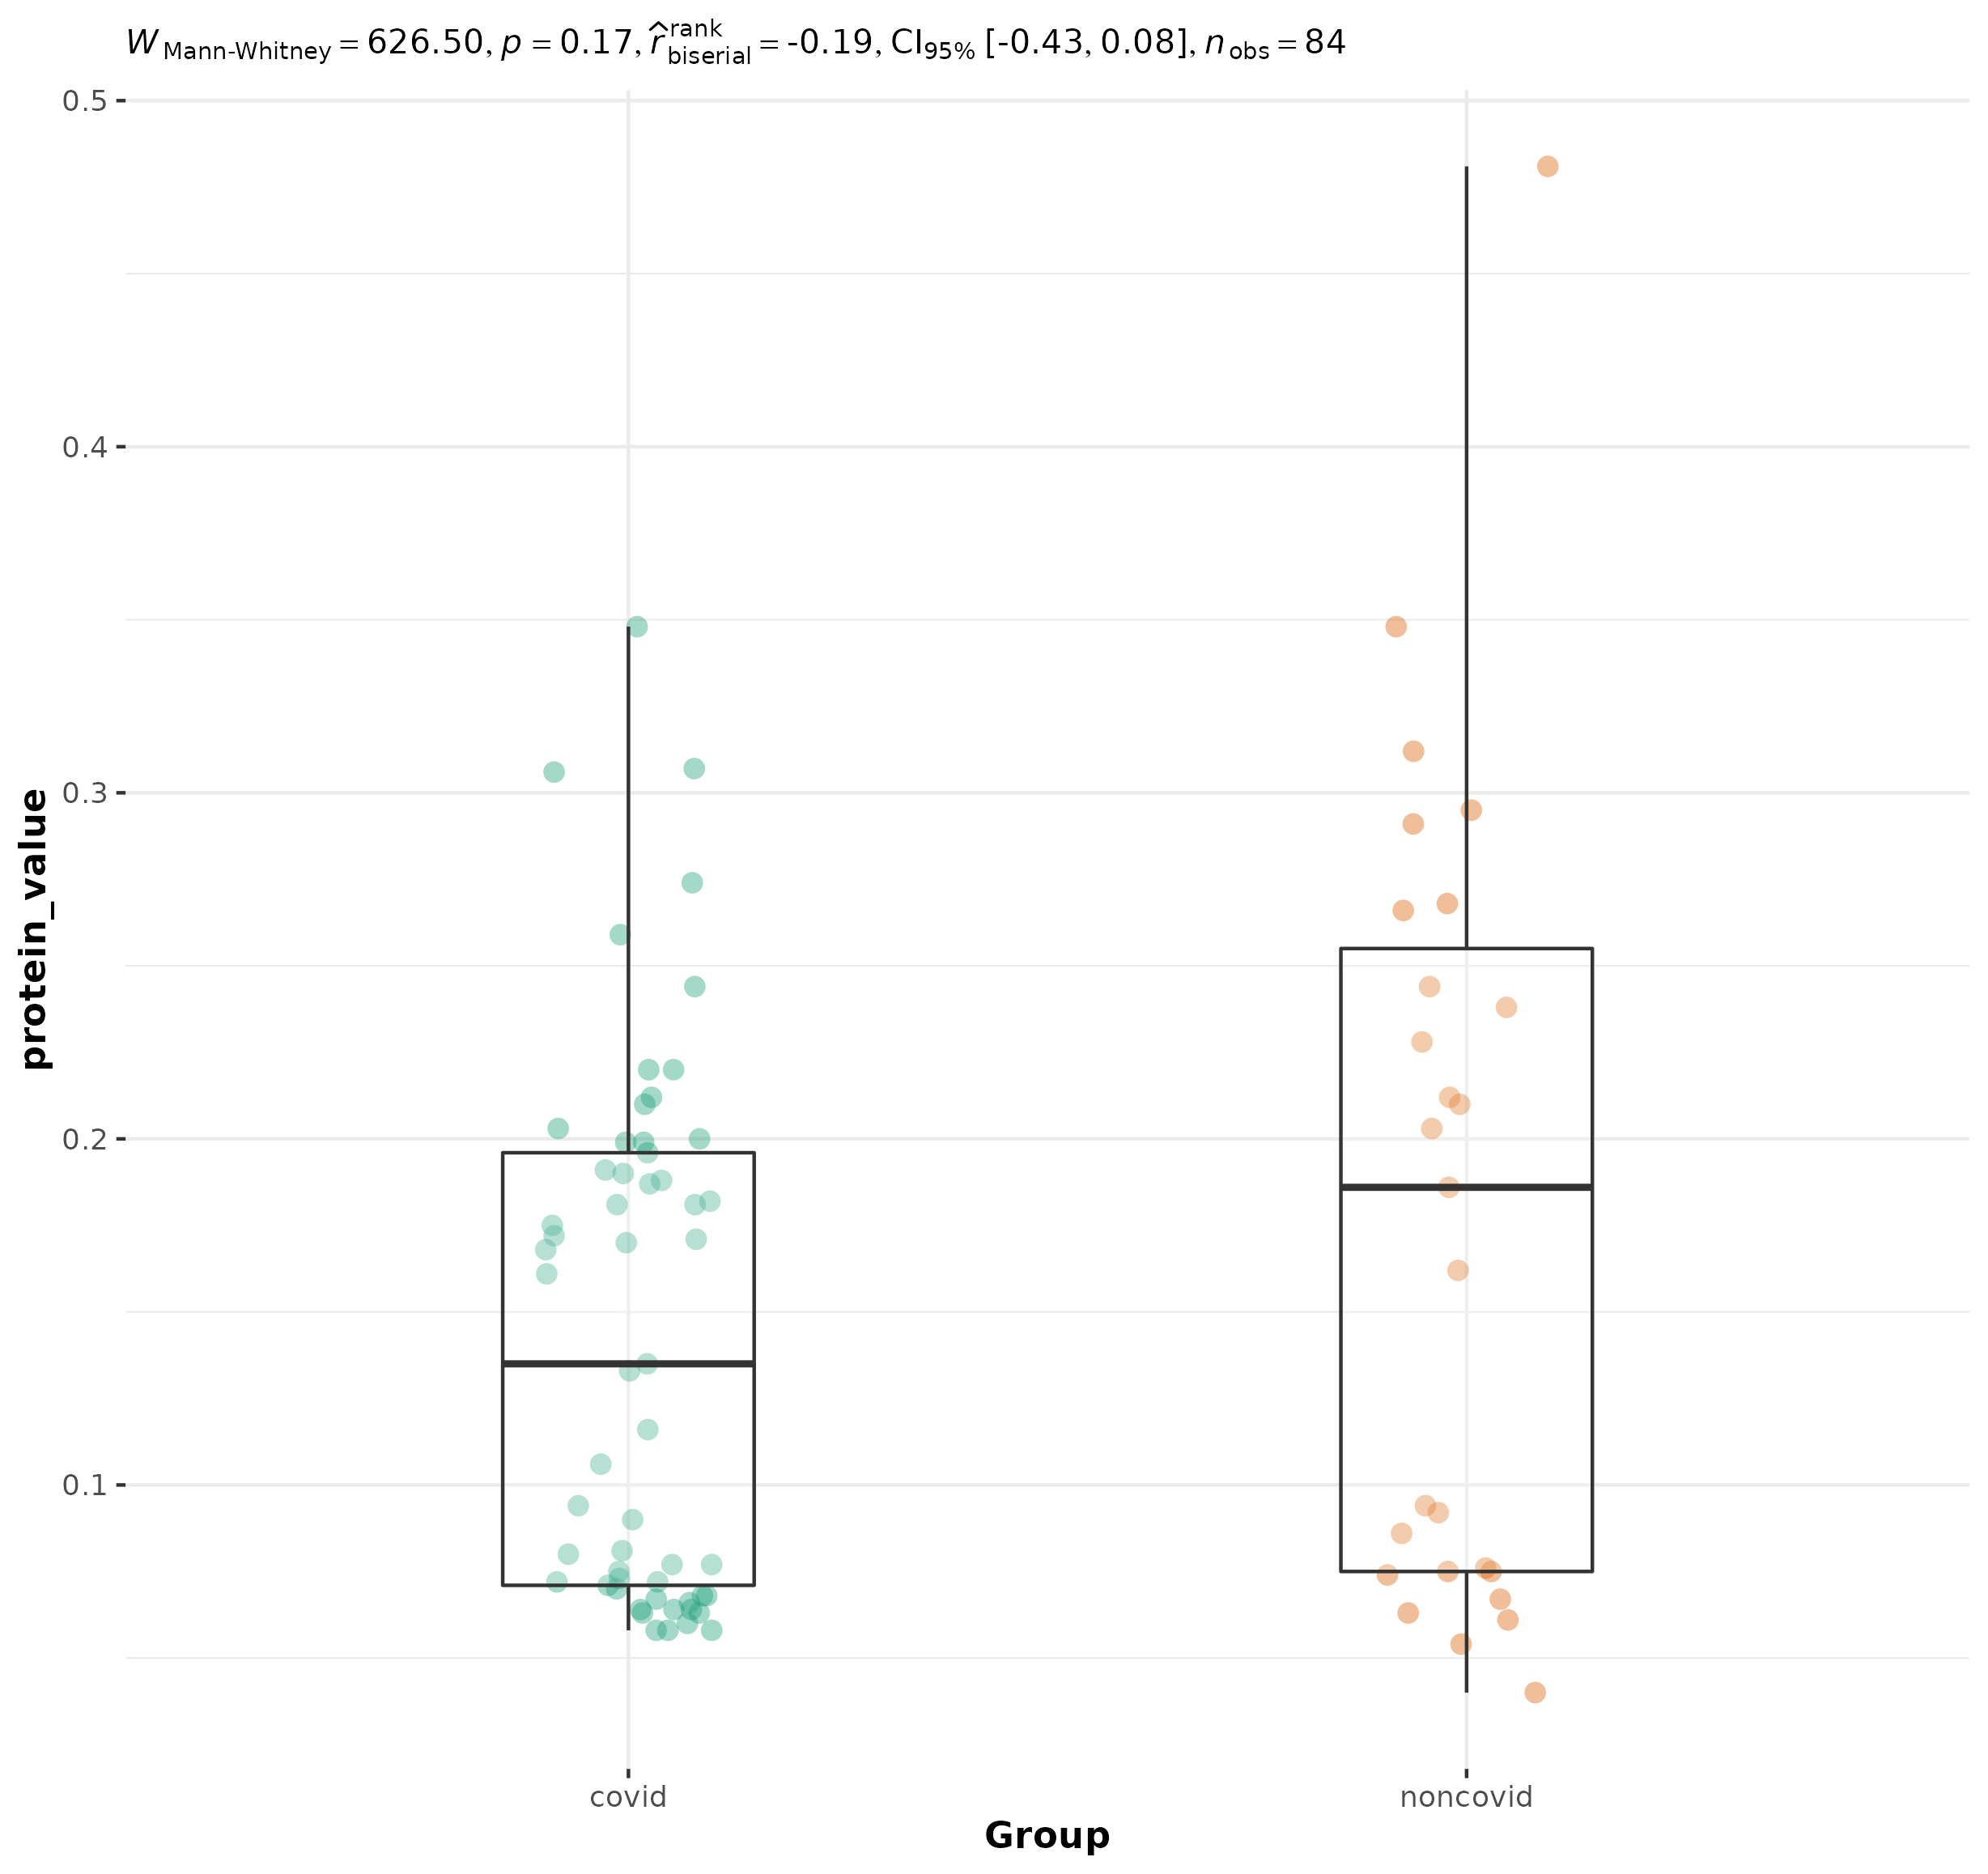 W Mann-Whitney = 626.50, p = 0.17, r̂ rank biserial = -0.19, CI95% [-0.43, 0.08], n obs = 84
0.5
0.4
0.3
0.2
0.1
protein_value
covid
noncovid
Group